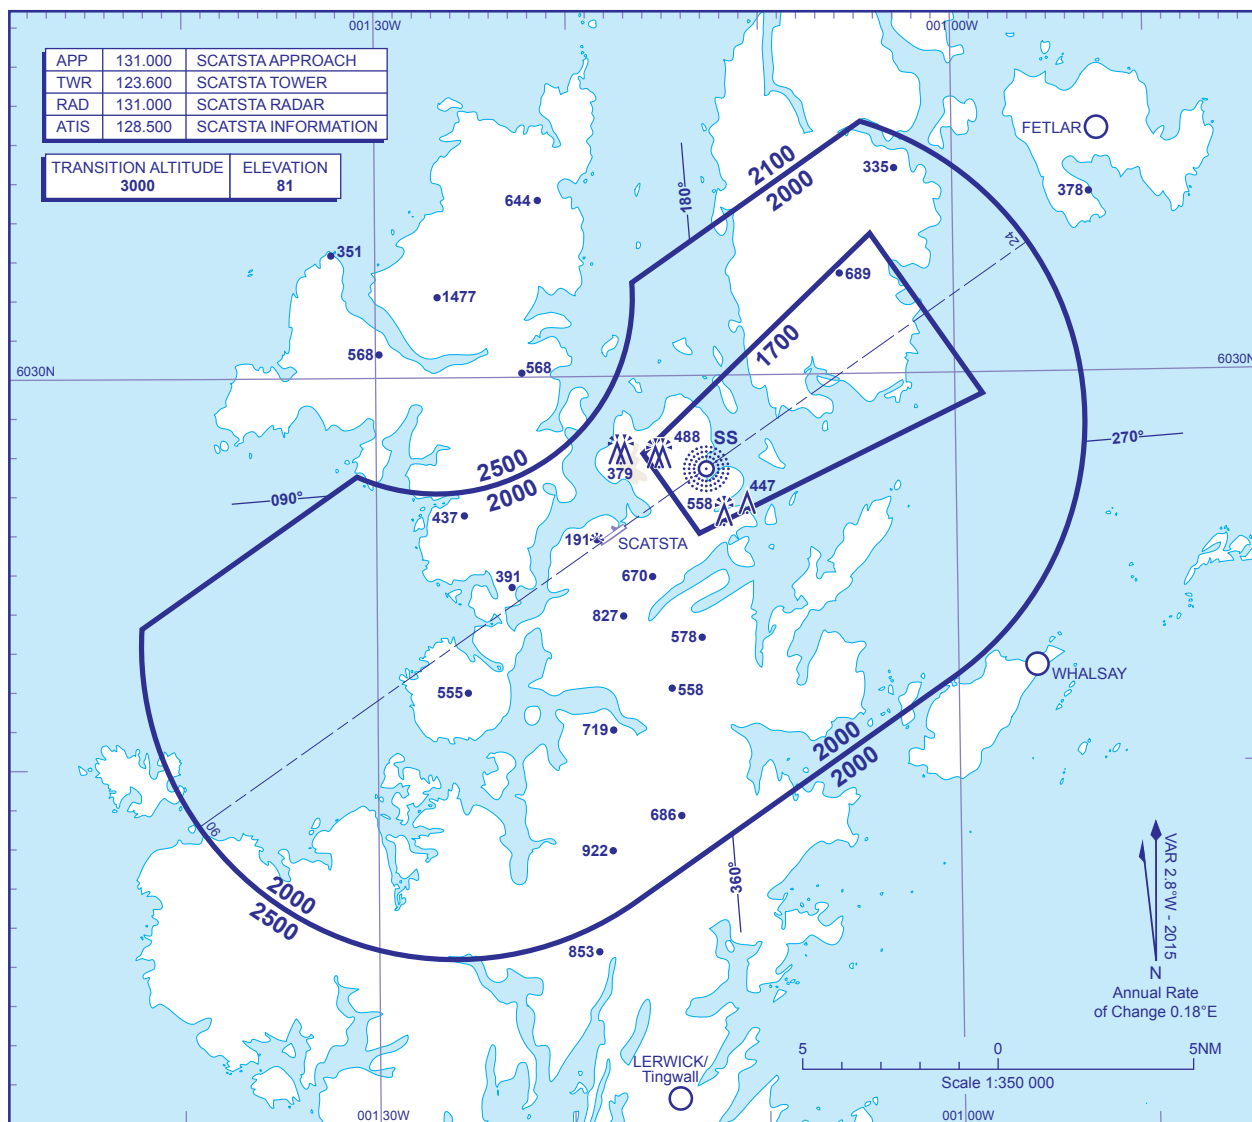 001 30W
001 00W
APP 131.000 SCATSTA APPROACH
TWR 123.600 SCATSTA TOWER
RAD 131.000 SCATSTA RADAR
ATIS 128.500 SCATSTA INFORMATION
TRANSITION ALTITUDE ELEVATION
3000 81
FETLAR
335
378
180°
2100
2000
644
24
351
689
1477
1700
568
568
6030N
6030N
SS
488
270°
379
2500
2000
090°
558
447
437
191
SCATSTA
391
670
827
578
WHALSAY
555
558
719
2000
2000
06
686
922
360°
VAR 2.8°W - 2015
2000
2500
853
N
Annual Rate
of Change 0.18°E
LERWICK/
Tingwall
5 0 5NM
Scale 1:350 000
001 30W
001 00W